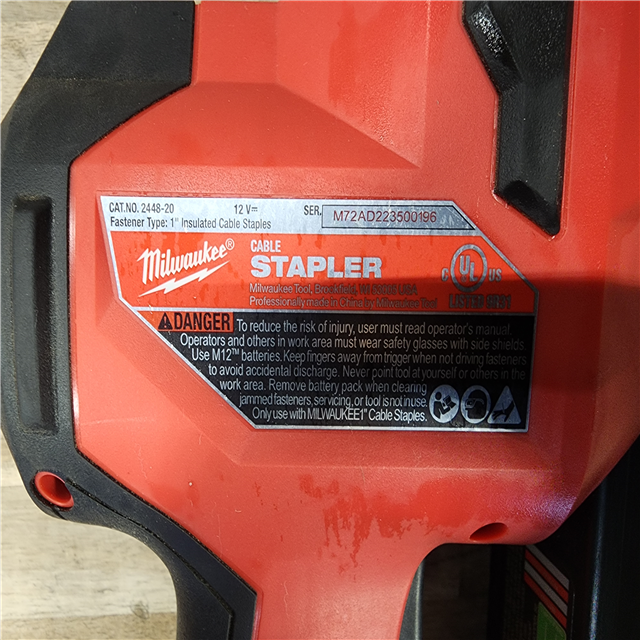 CAT.NO. 2448-20 12 V⎓ SER. M72AD223500196
Fastener Type: 1" Insulated Cable Staples
Milwaukee®
CABLE
STAPLER
Milwaukee Tool, Brookfield, WI 53005 USA
Professionally made in China by Milwaukee Tool
C UL US
LISTED
DANGER To reduce the risk of injury, user must read operator's manual.
Operators and others in work area must wear safety glasses with side shields
Use M12™ batteries. Keep fingers away from trigger when not driving fasteners
to avoid accidental discharge. Never point tool at yourself or others in the
work area. Remove battery pack when clearing
jammed fasteners, servicing, or tool is not in use.
Only use with MILWAUKEE 1" Cable Staples.